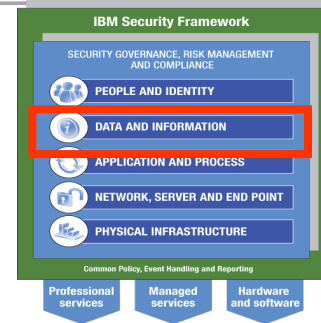 IBM Security Framework
SECURITY GOVERNANCE, RISK MANAGEMENT
AND COMPLIANCE
PEOPLE AND IDENTITY
DATA AND INFORMATION
APPLICATION AND PROCESS
NETWORK, SERVER AND END POINT
PHYSICAL INFRASTRUCTURE
Common Policy, Event Handling and Reporting
Professional
services
Managed
services
Hardware
and software